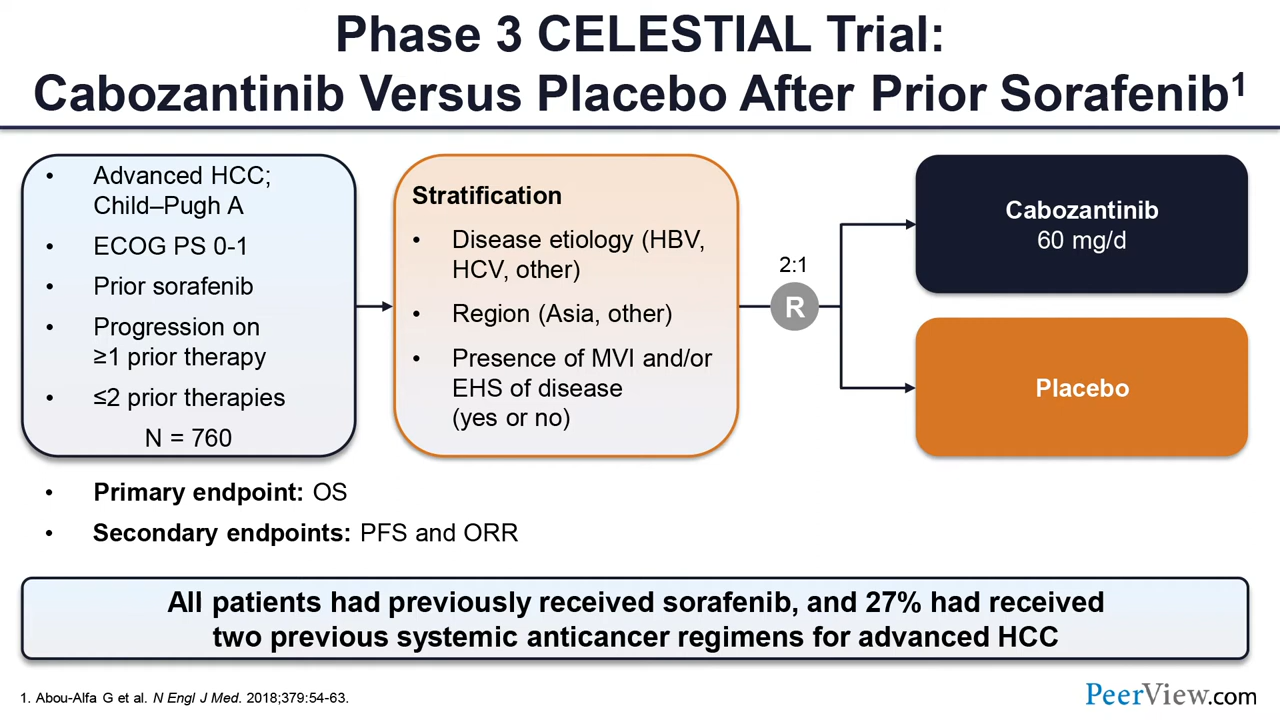 Phase 3 CELESTIAL Trial:
Cabozantinib Versus Placebo After Prior Sorafenib¹
• Advanced HCC;
Child–Pugh A
• ECOG PS 0-1
• Prior sorafenib
• Progression on
≥1 prior therapy
• ≤2 prior therapies
N = 760
Stratification
• Disease etiology (HBV,
HCV, other)
• Region (Asia, other)
• Presence of MVI and/or
EHS of disease
(yes or no)
2:1
R
Cabozantinib
60 mg/d
Placebo
• Primary endpoint: OS
• Secondary endpoints: PFS and ORR
All patients had previously received sorafenib, and 27% had received
two previous systemic anticancer regimens for advanced HCC
1. Abou-Alfa G et al. N Engl J Med. 2018;379:54-63.
PeerView.com